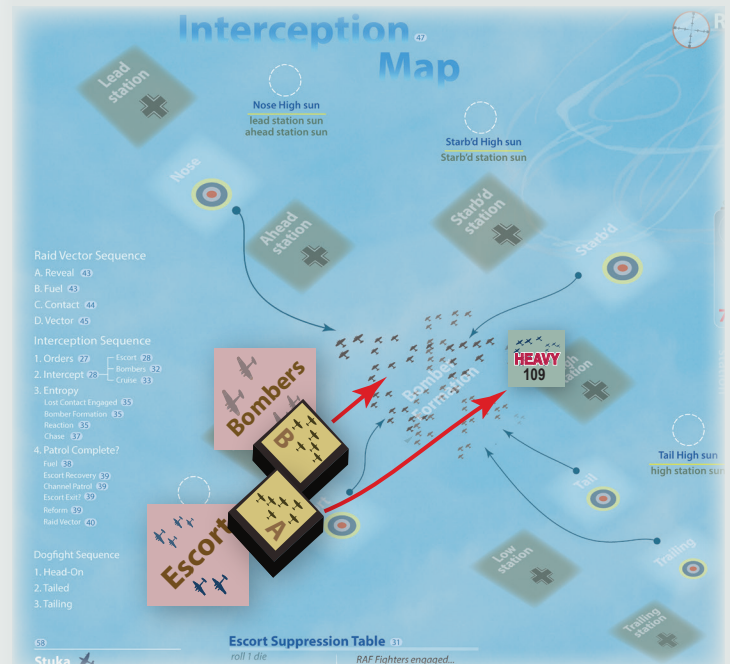 Interception 47
Map
R
Lead
station
Nose High sun
lead station sun
ahead station sun
Starb'd High sun
Starb'd station sun
Nose
Ahead
station
Starb'd
station
Starb'd
Raid Vector Sequence
A. Reveal 43
B. Fuel 43
C. Contact 44
D. Vector 45
Interception Sequence
1. Orders 27
2. Intercept 28
Escort 28
Bombers 32
Cruise 33
3. Entropy
Lost Contact Engaged 35
Bomber Formation 35
Reaction 35
Chase 37
4. Patrol Complete?
Fuel 38
Escort Recovery 39
Channel Patrol 39
Escort Exit? 39
Reform 39
Raid Vector 40
Dogfight Sequence
1. Head-On
2. Tailed
3. Tailing
Bombers
B
Escort
A
Bomber
Formation
HEAVY
109
station
Tail High sun
high station sun
Tail
Trailing
Low
station
Trailing
station
58
Stuka
Escort Suppression Table 31
roll 1 die
RAF Fighters engaged...
7